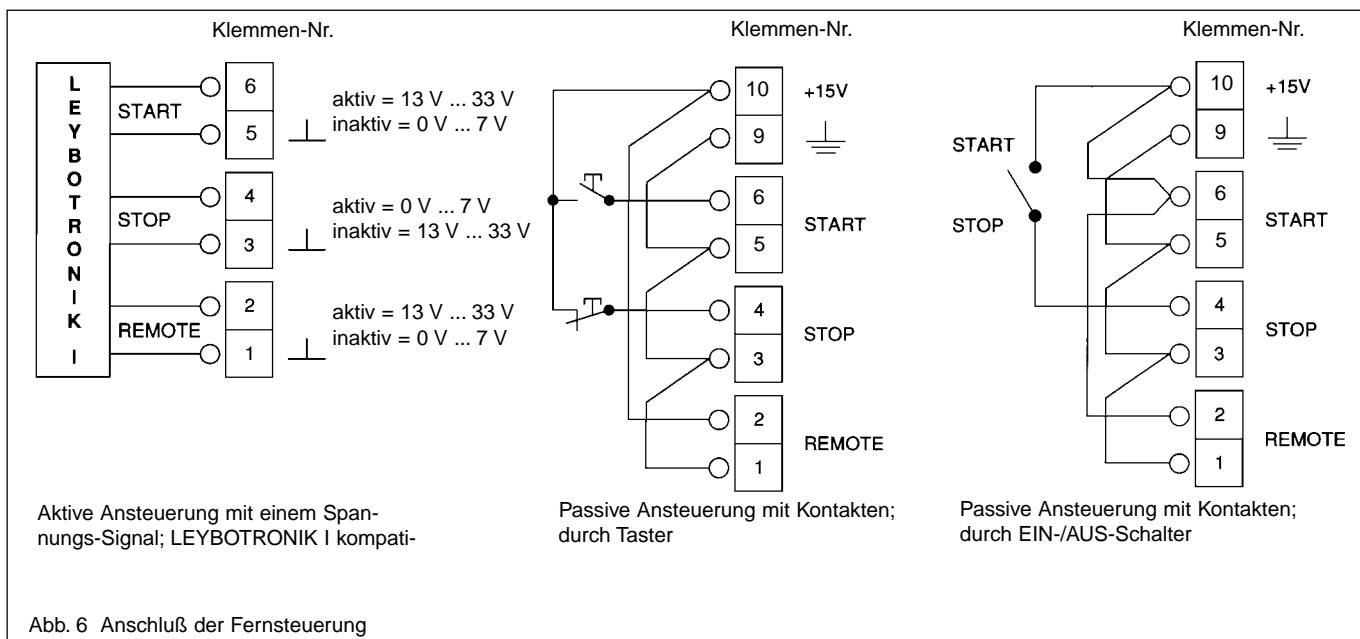 Klemmen-Nr.
LEYBOTRONIK I
START
6
5
aktiv = 13 V ... 33 V
inaktiv = 0 V ... 7 V
STOP
4
3
aktiv = 0 V ... 7 V
inaktiv = 13 V ... 33 V
REMOTE
2
1
aktiv = 13 V ... 33 V
inaktiv = 0 V ... 7 V
Aktive Ansteuerung mit einem Span-
nungs-Signal; LEYBOTRONIK I kompati-
Klemmen-Nr.
10
+15V
9
6
START
5
4
STOP
3
2
REMOTE
1
Passive Ansteuerung mit Kontakten;
durch Taster
Klemmen-Nr.
START
STOP
10
+15V
9
6
START
5
4
STOP
3
2
REMOTE
1
Passive Ansteuerung mit Kontakten;
durch EIN-/AUS-Schalter
Abb. 6 Anschluß der Fernsteuerung